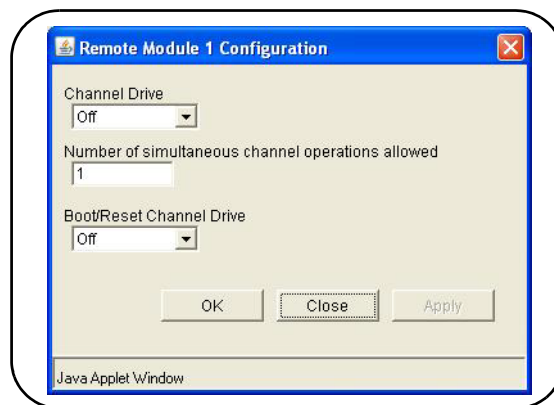 Remote Module 1 Configuration
Channel Drive
Off
Number of simultaneous channel operations allowed
1
Boot/Reset Channel Drive
Off
OK
Close
Apply
Java Applet Window